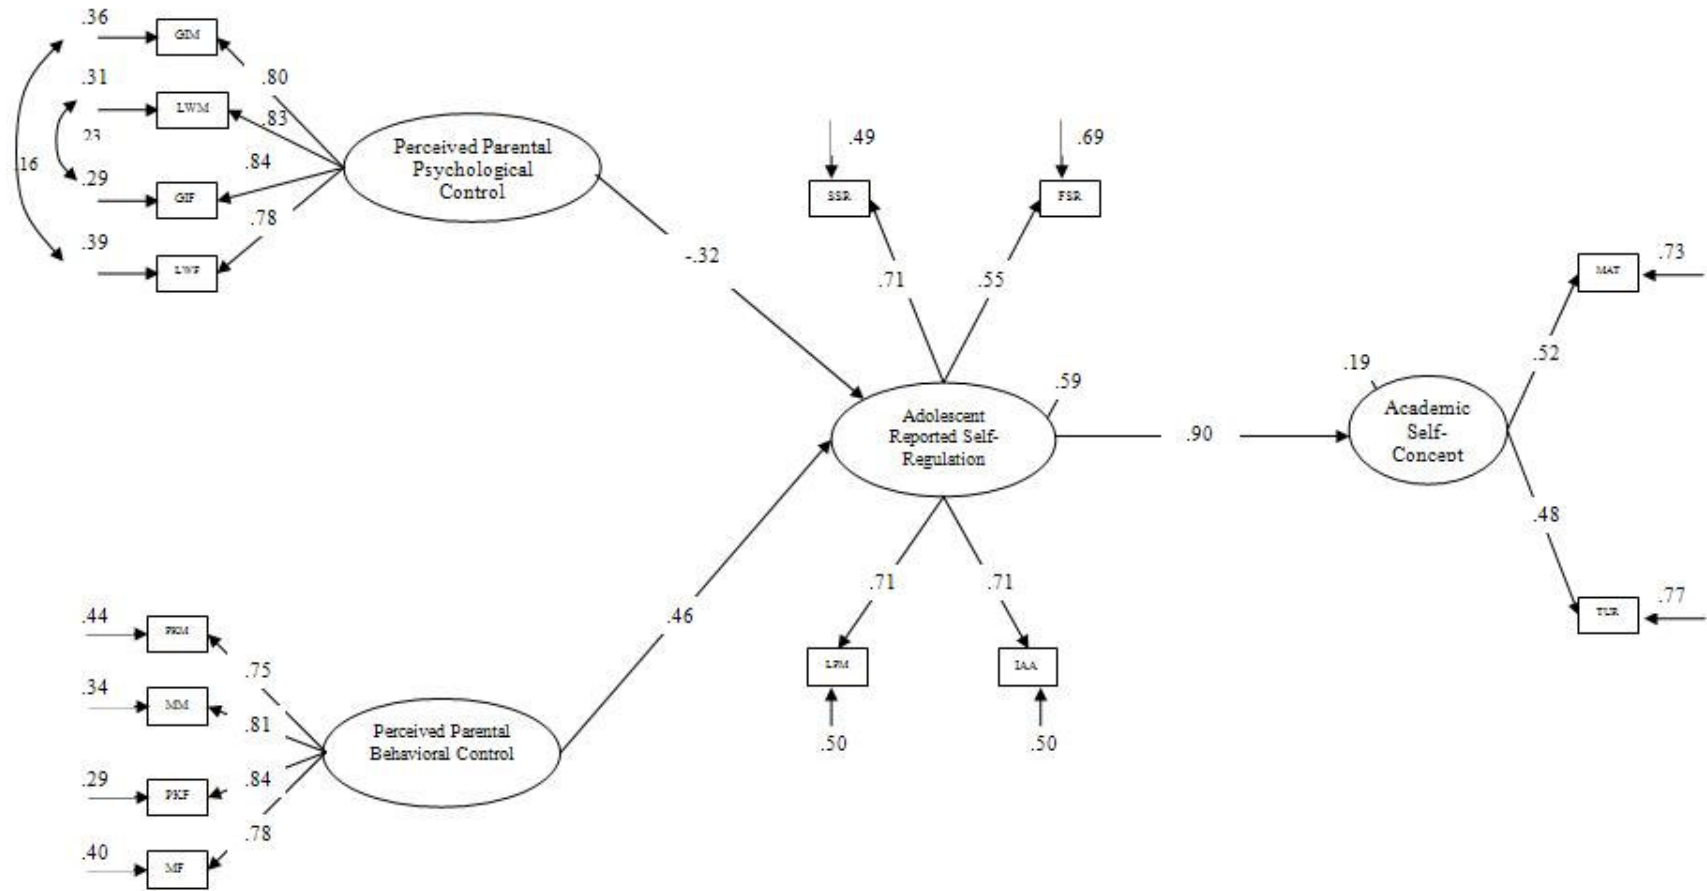 .36
GIM
.80
.31
LWM
.83
23
.16
.84
.29
GIF
.78
.39
LWF
Perceived Parental
Psychological
Control
-.32
.49
SSR
.69
FSR
.71
.55
.59
Adolescent
Reported Self-
Regulation
.90
.19
Academic
Self-
Concept
MAT
.73
.52
.48
TUR
.77
.71
.71
LPM
IAA
.50
.50
.46
.44
PKM
.75
.34
MM
.81
.29
PKF
.84
.78
.40
MF
Perceived Parental
Behavioral Control